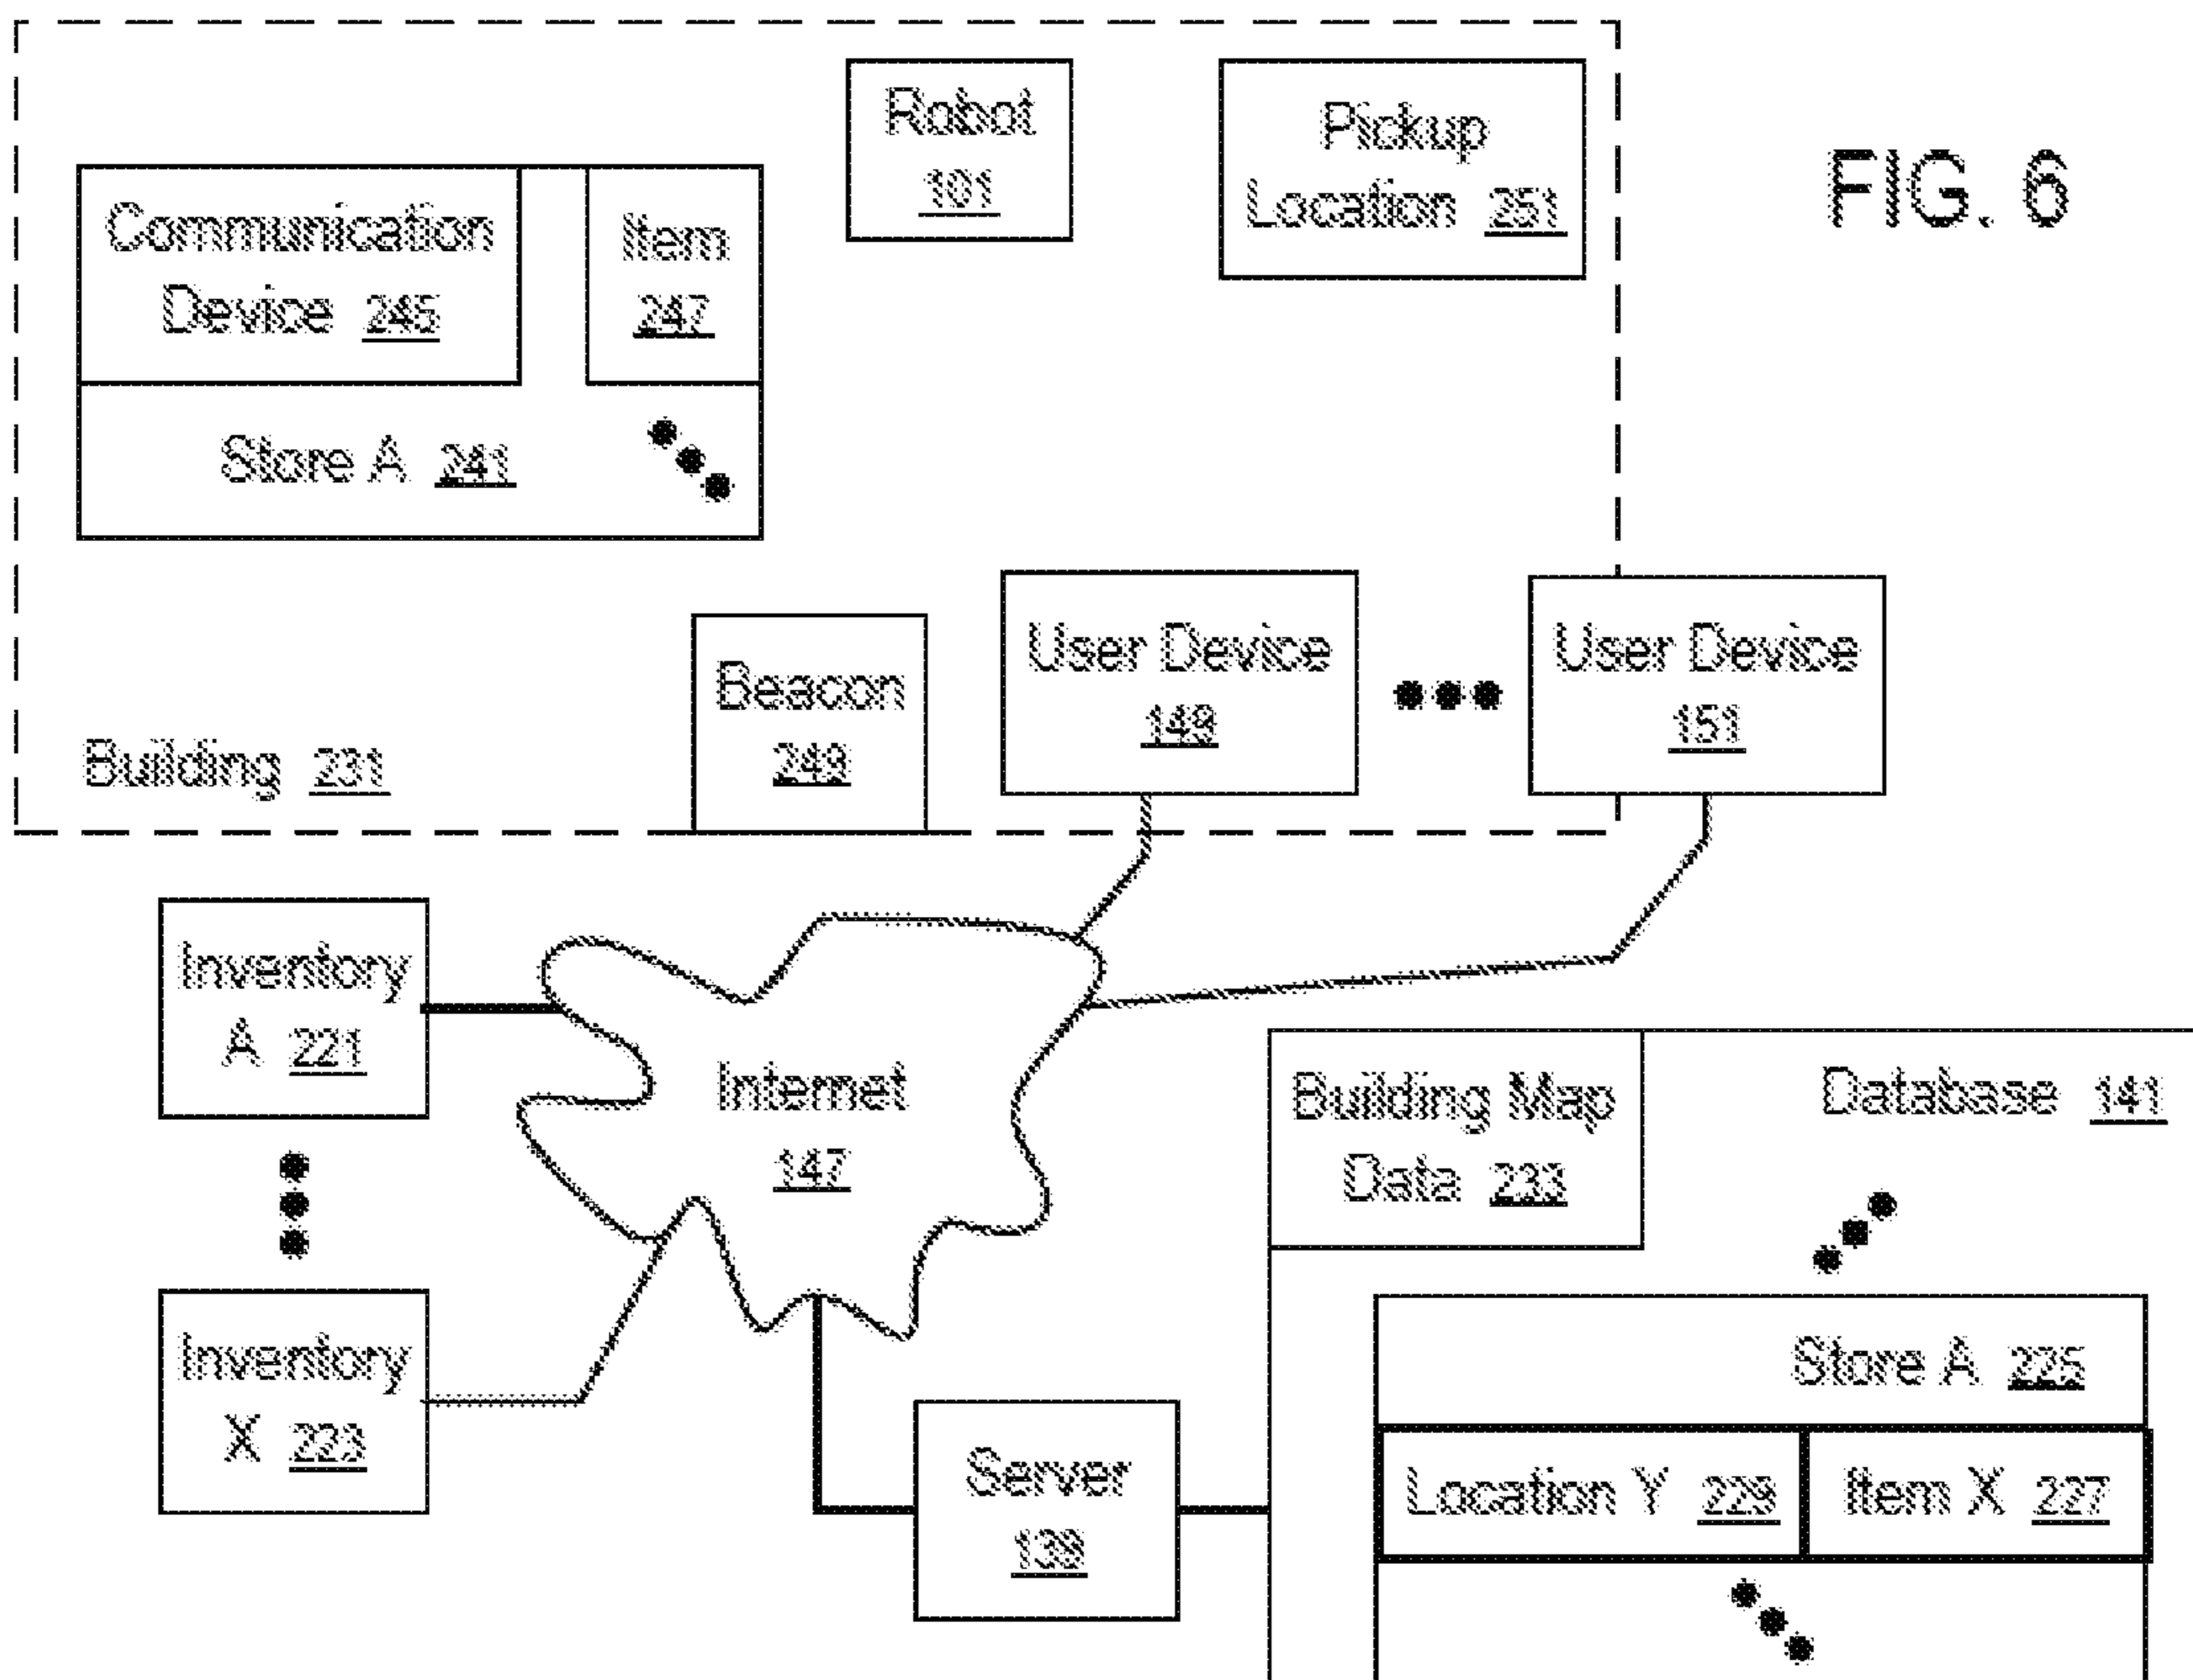 Robot
101
Pickup
Location 251
FIG. 6
Communication
Device 245
Item
247
Store A 241
User Device
149
User Device
151
Beacon
249
Building 231
Inventory
A 221
Internet
147
Building Map
Data 233
Database 141
Inventory
X 223
Store A 225
Server
139
Location Y 229
Item X 227